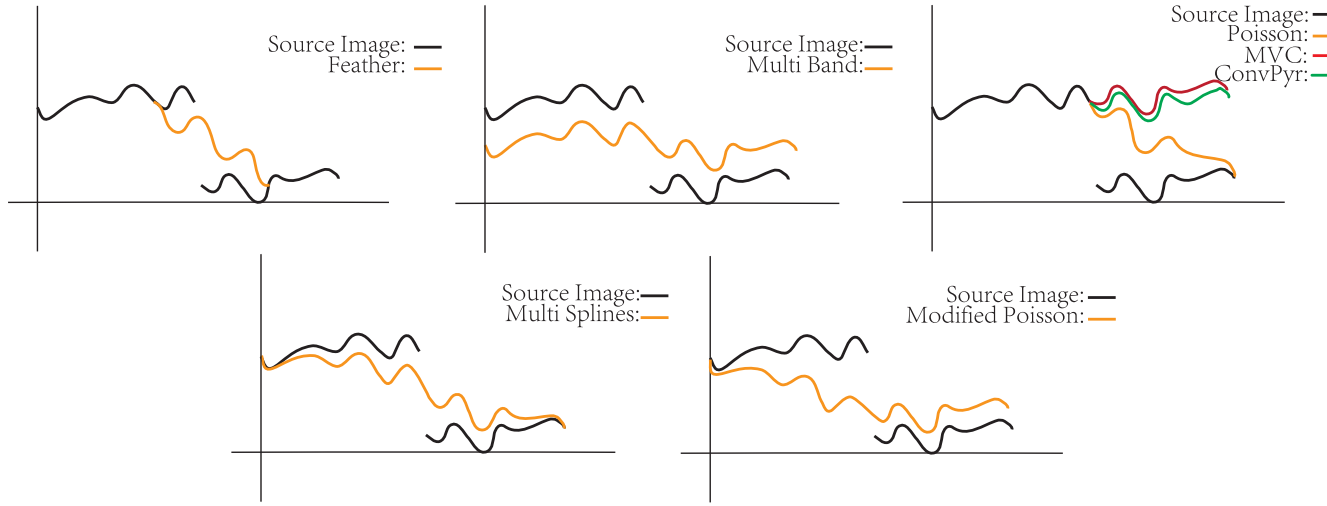 Source Image:
Feather:
Source Image:
Multi Band:
Source Image:
Poisson:
MVC:
ConvPyr:
Source Image:
Multi Splines:
Source Image:
Modified Poisson: